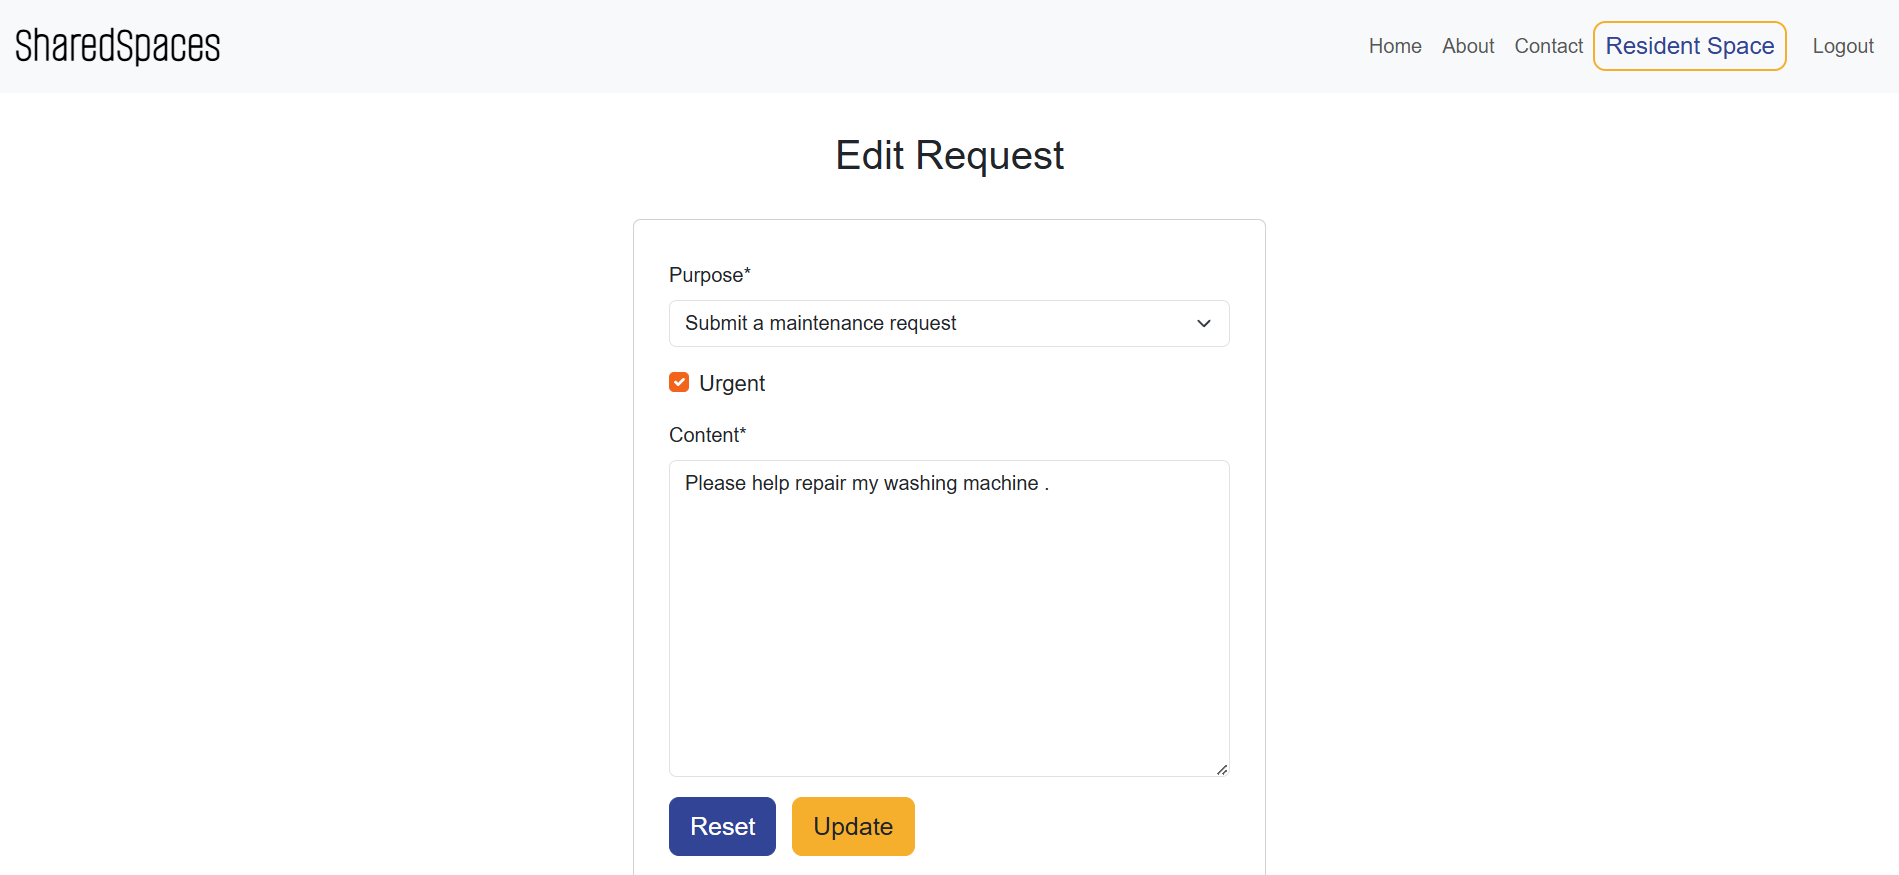 SharedSpaces
Home About Contact Resident Space Logout
Edit Request
Purpose*
Submit a maintenance request
Urgent
Content*
Please help repair my washing machine .
Reset Update